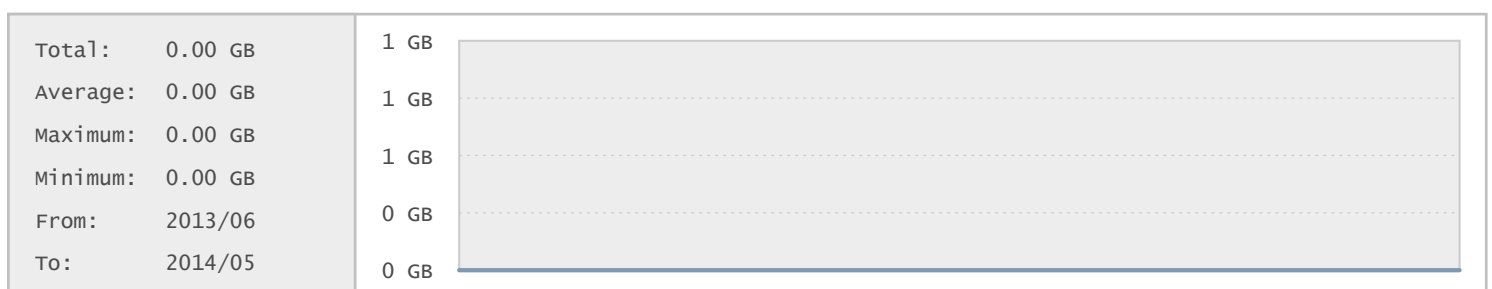 Total: 0.00 GB
Average: 0.00 GB
Maximum: 0.00 GB
Minimum: 0.00 GB
From: 2013/06
To: 2014/05
1 GB
1 GB
1 GB
0 GB
0 GB